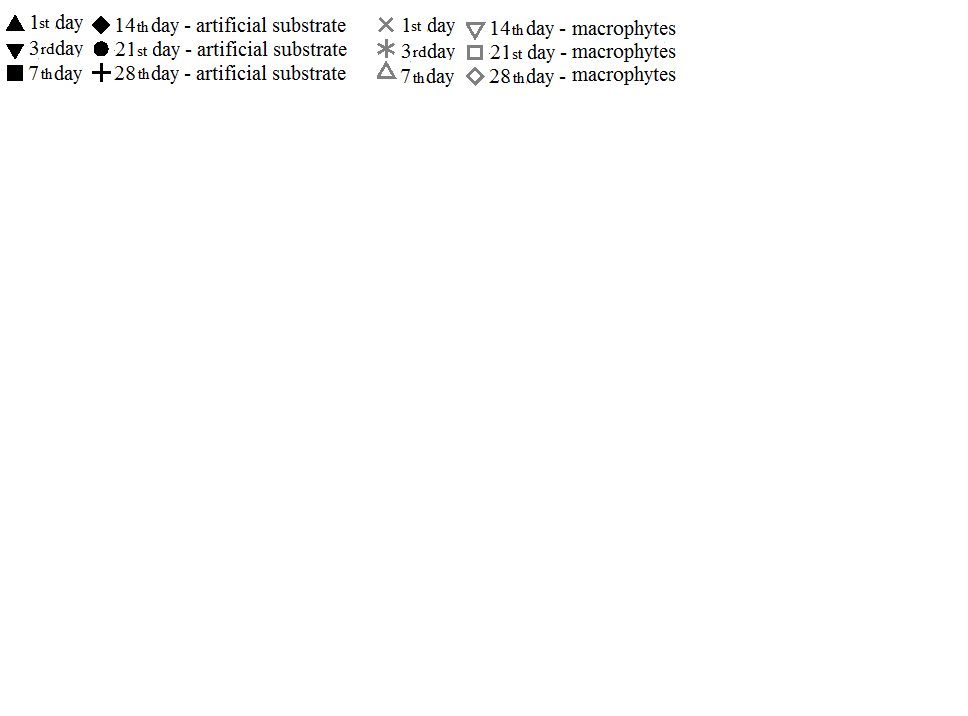 1st day 14th day - artificial substrate 1st day 14th day - macrophytes
3rd day 21st day - artificial substrate 3rd day 21st day - macrophytes
7th day 28th day - artificial substrate 7th day 28th day - macrophytes